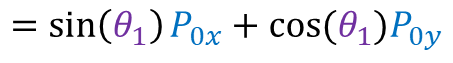 = sin(θ₁) P₀ₓ + cos(θ₁)P₀ᵧ